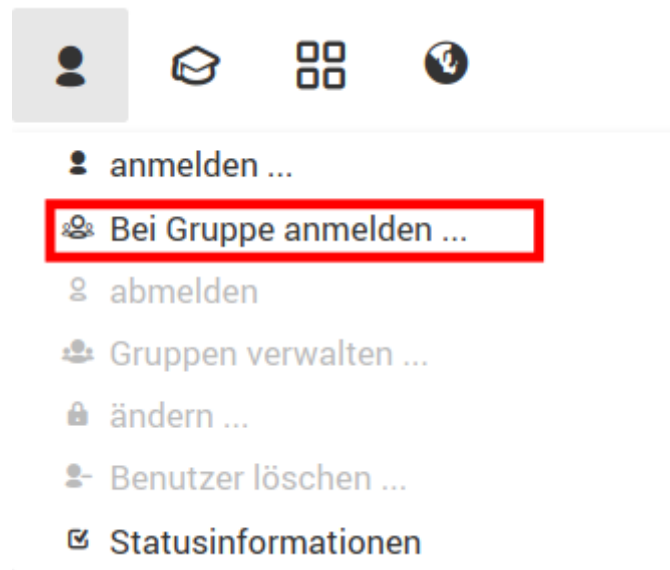 anmelden ...
Bei Gruppe anmelden ...
abmelden
Gruppen verwalten ...
ändern ...
Benutzer löschen ...
Statusinformationen